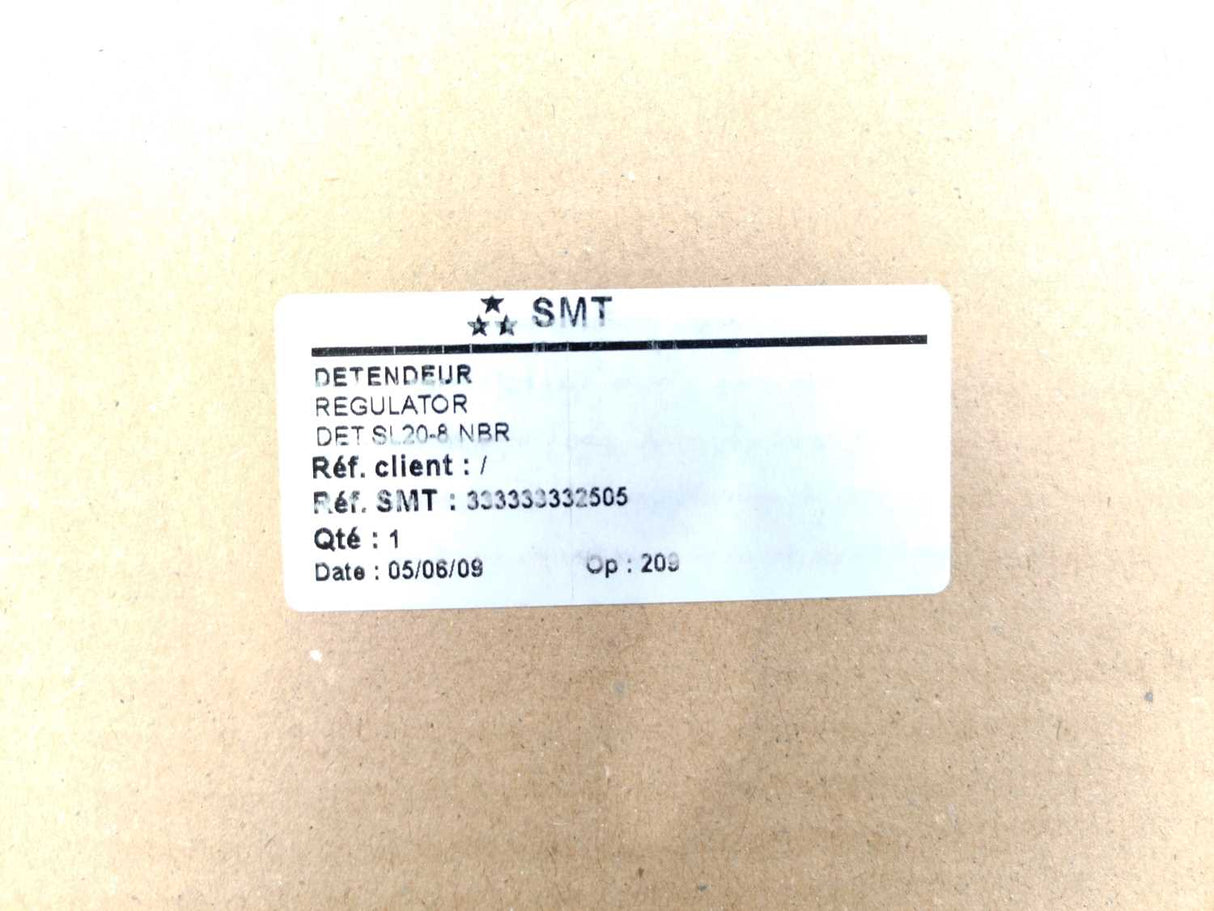 SMT
DETENDEUR
REGULATOR
DET SL20-8 NBR
Réf. client : /
Réf. SMT : 333333332505
Qté : 1
Date : 05/06/09 Op : 209